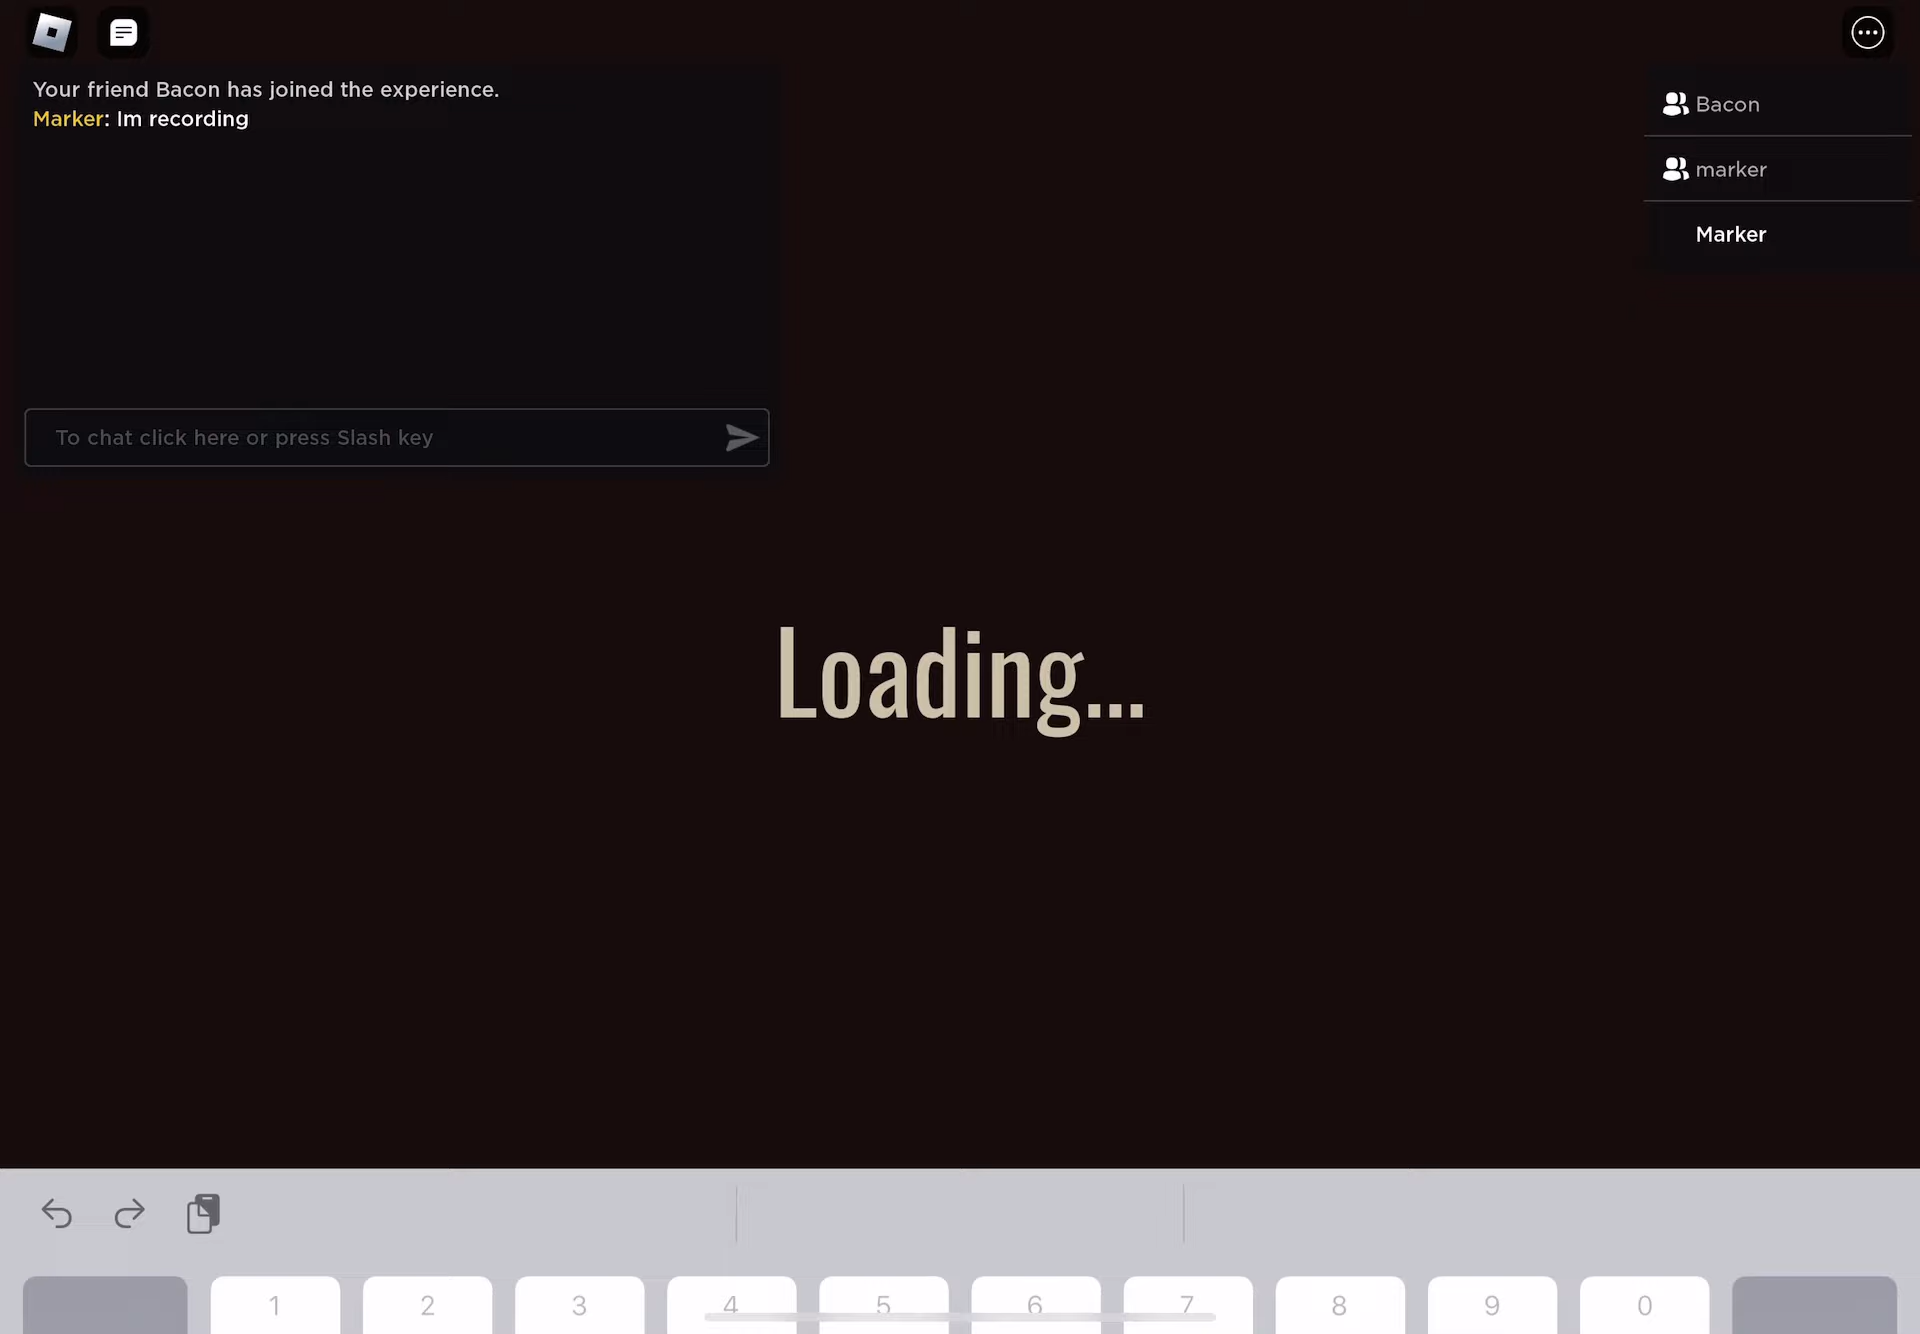 Your friend Bacon has joined the experience.
Marker: Im recording
Bacon
marker
Marker
To chat click here or press Slash key
Loading...
1 2 3 4 5 6 7 8 9 0